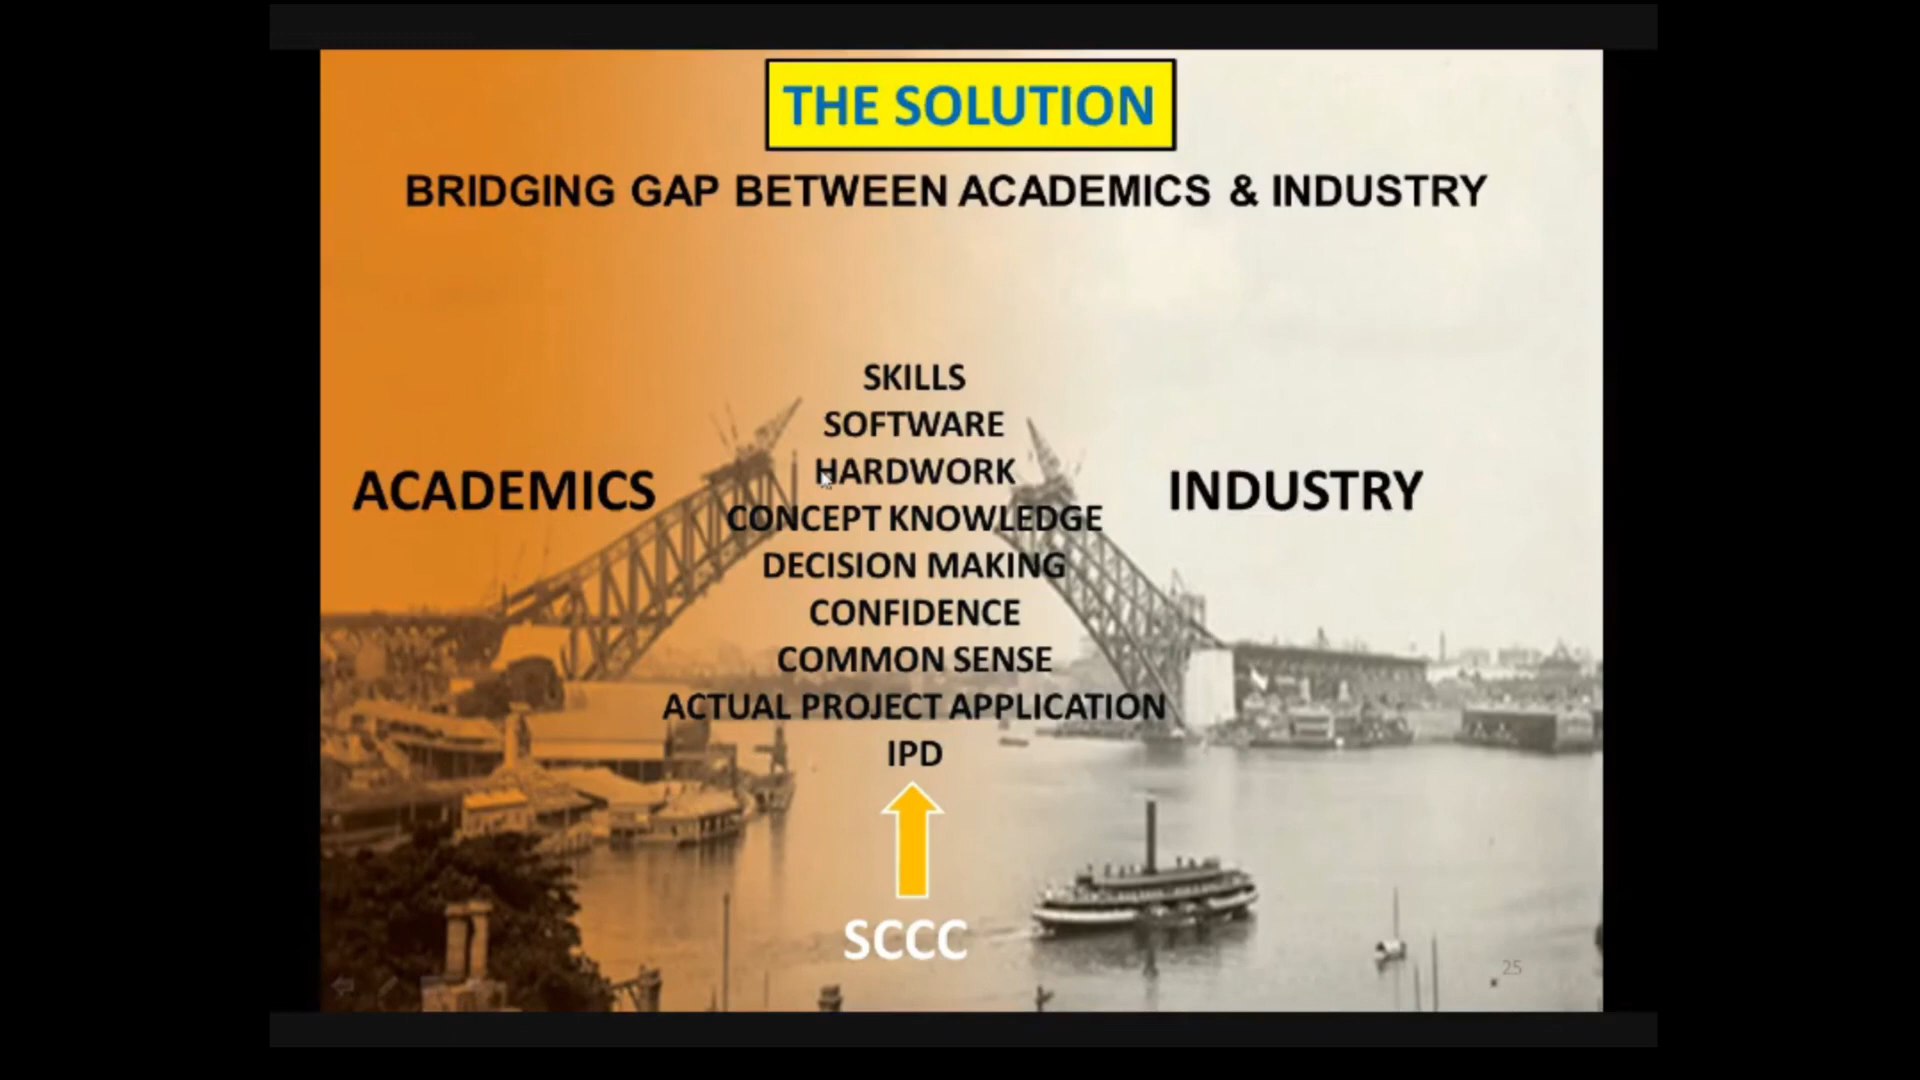 THE SOLUTION
BRIDGING GAP BETWEEN ACADEMICS & INDUSTRY
SKILLS
SOFTWARE
HARDWORK
ACADEMICS
INDUSTRY
CONCEPT KNOWLEDGE
DECISION MAKING
CONFIDENCE
COMMON SENSE
ACTUAL PROJECT APPLICATION
IPD
SCCC
25